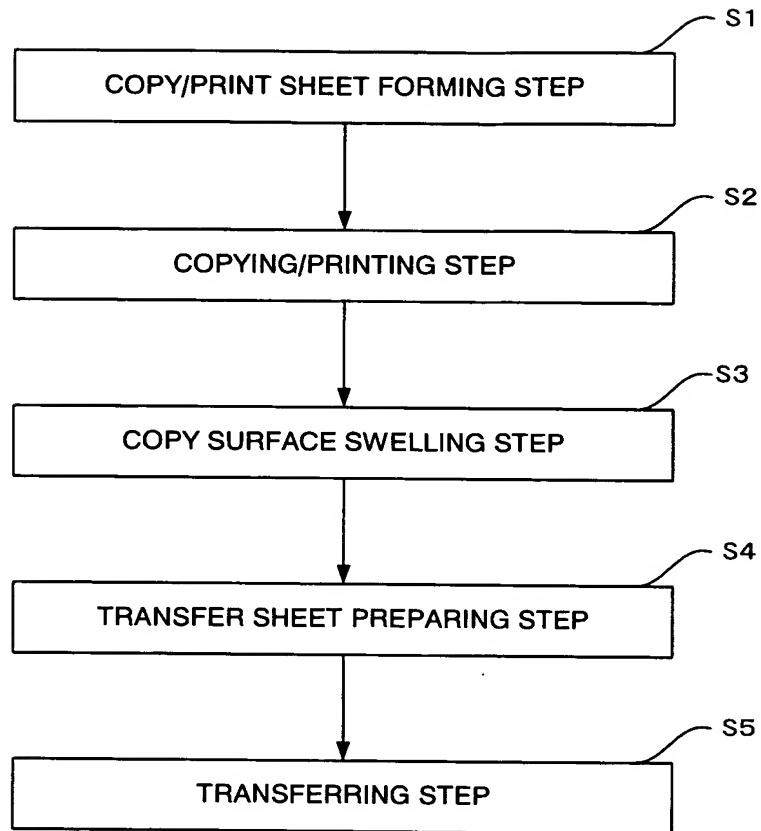 S1
COPY/PRINT SHEET FORMING STEP
S2
COPYING/PRINTING STEP
S3
COPY SURFACE SWELLING STEP
S4
TRANSFER SHEET PREPARING STEP
S5
TRANSFERRING STEP